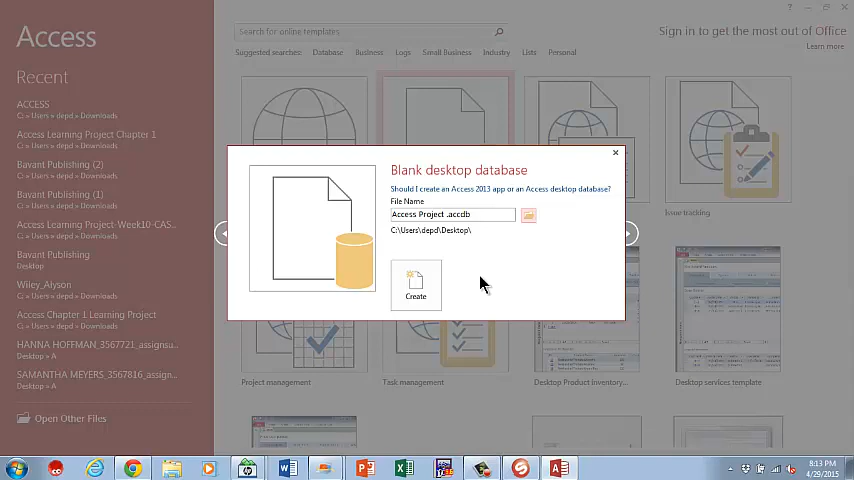 Access
Recent
ACCESS
C: » Users » depd » Downloads
Access Learning Project Chapter 1
C: » Users » depd » Downloads
Bavant Publishing (2)
C: » Users » depd » Downloads
Bavant Publishing (1)
C: » Users » depd » Downloads
Access Learning Project-Week10-CAS...
C: » Users » depd » Downloads
Bavant Publishing
Desktop
Wiley_Alyson
C: » Users » depd » Downloads
Access Chapter 1 Learning Project
C: » Users » depd » Downloads
HANNA HOFFMAN_3567721_assignsu...
Desktop » A
SAMANTHA MEYERS_3567816_assign...
Desktop » A
Open Other Files
?
Sign in to get the most out of Office
Learn more
Search for online templates
Suggested searches: Database Business Logs Small Business Industry Lists Personal
Issue tracking
Blank desktop database
Should I create an Access 2013 app or an Access desktop database?
File Name
Access Project .accdb
C:\Users\depd\Desktop\
Create
Project management
Task management
Desktop Product inventory...
Desktop services template
8:13 PM
4/29/2015